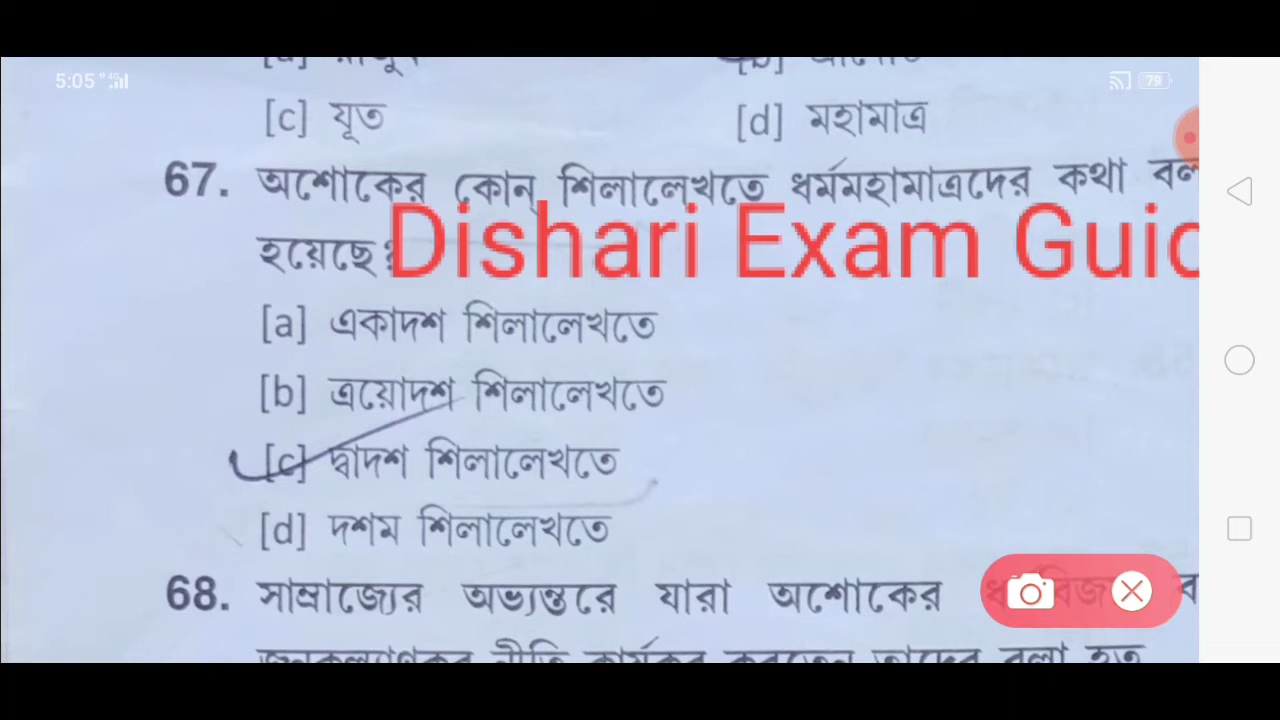 5:05
79
[c] যূত [d] মহামাত্র
67. অশোকের কোন্ শিলালেখতে ধর্মমহামাত্রদের কথা
হয়েছে?
Dishari Exam
[a] একাদশ শিলালেখতে
[b] ত্রয়োদশ শিলালেখতে
[c] দ্বাদশ শিলালেখতে
[d] দশম শিলালেখতে
68. সাম্রাজ্যের অভ্যন্তরে যারা অশোকের